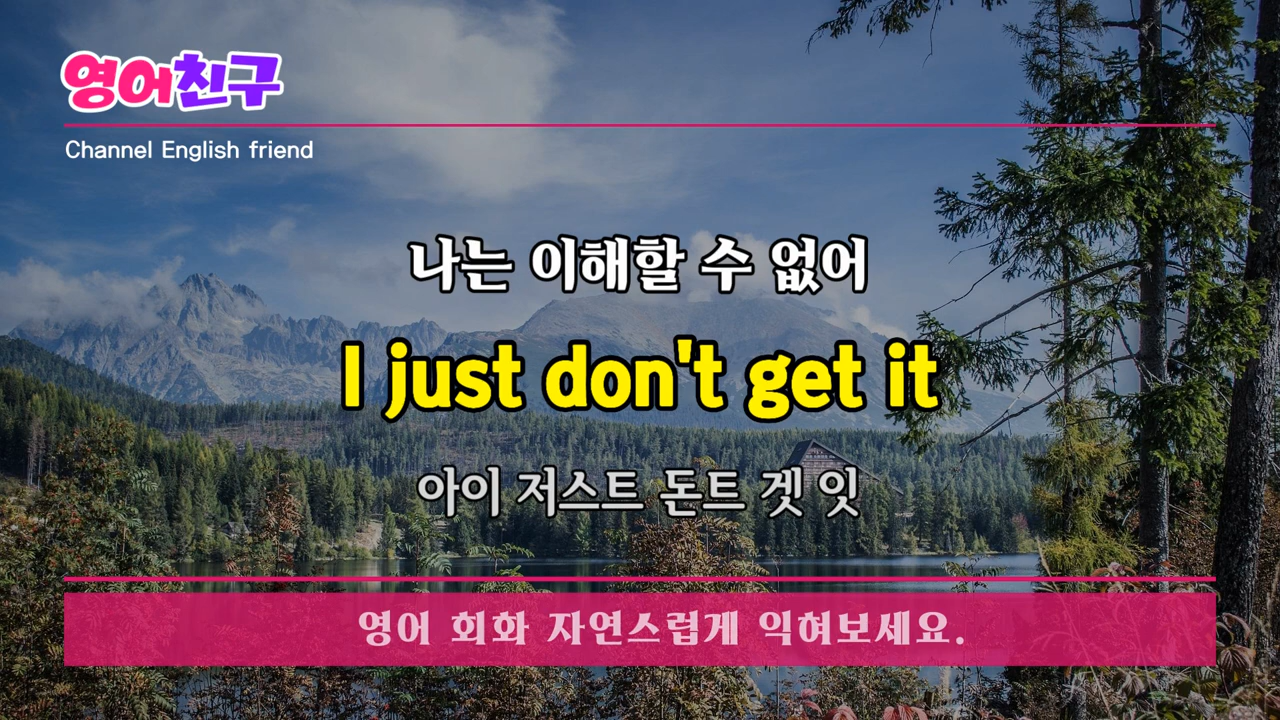 영어친구
Channel English friend
나는 이해할 수 없어
I just don't get it
아이 저스트 돈트 겟 잇
영어 회화 자연스럽게 익혀보세요.